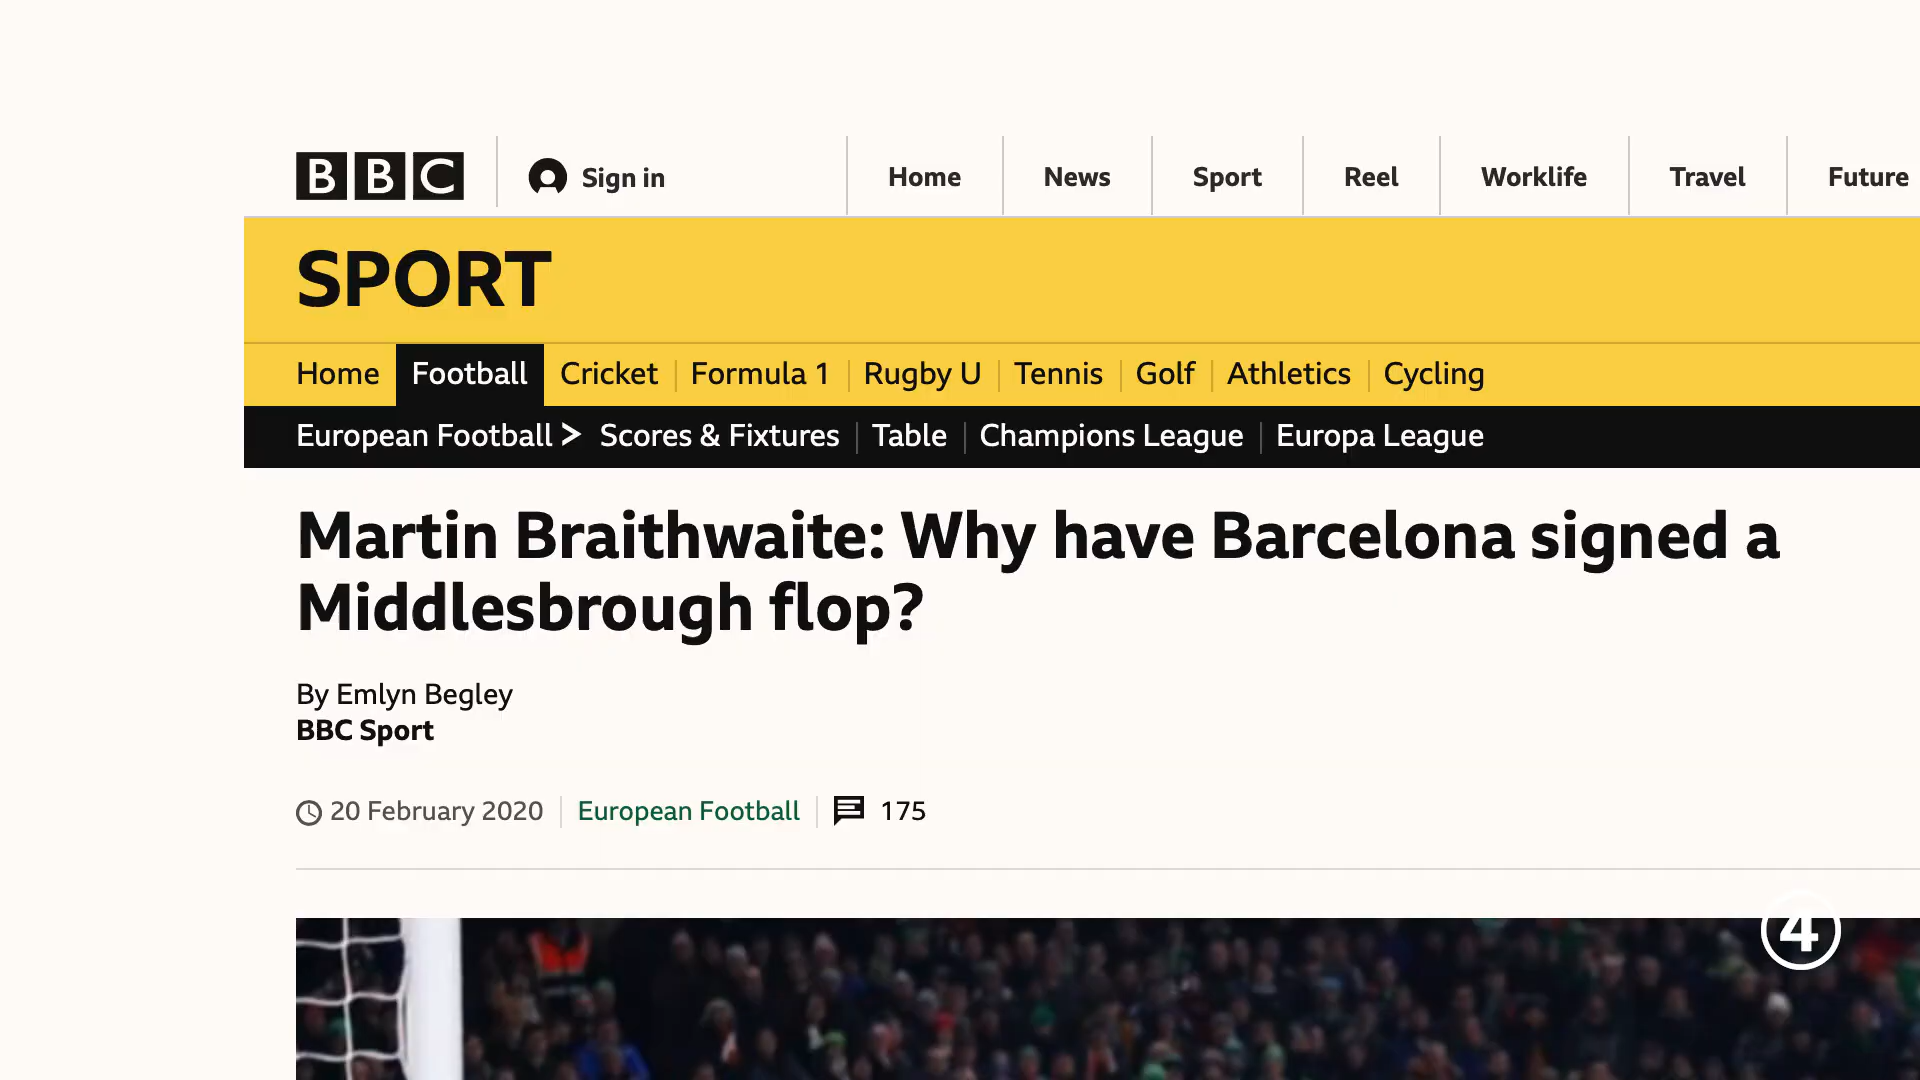 BBC Sign in Home News Sport Reel Worklife Travel Future
SPORT
Home Football Cricket Formula 1 Rugby U Tennis Golf Athletics Cycling
European Football > Scores & Fixtures Table Champions League Europa League
Martin Braithwaite: Why have Barcelona signed a
Middlesbrough flop?
By Emlyn Begley
BBC Sport
20 February 2020 European Football 175
4